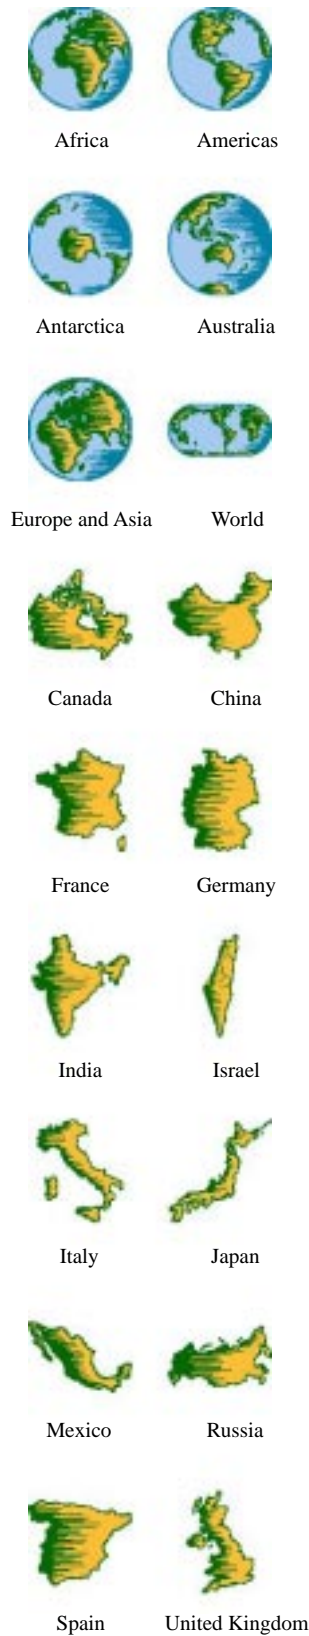 Africa Americas
Antarctica Australia
Europe and Asia World
Canada China
France Germany
India Israel
Italy Japan
Mexico Russia
Spain United Kingdom